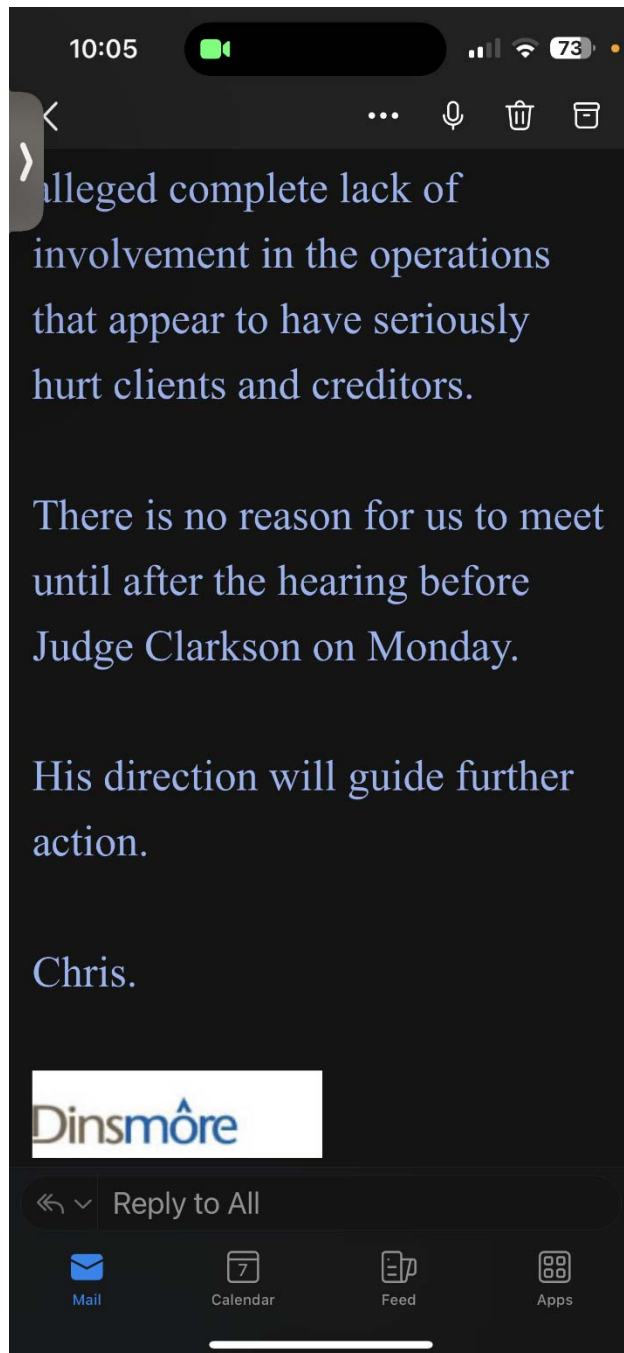 10:05
73
alleged complete lack of
involvement in the operations
that appear to have seriously
hurt clients and creditors.
There is no reason for us to meet
until after the hearing before
Judge Clarkson on Monday.
His direction will guide further
action.
Chris.
Dinsmôre
Reply to All
7
Mail
Calendar
Feed
Apps